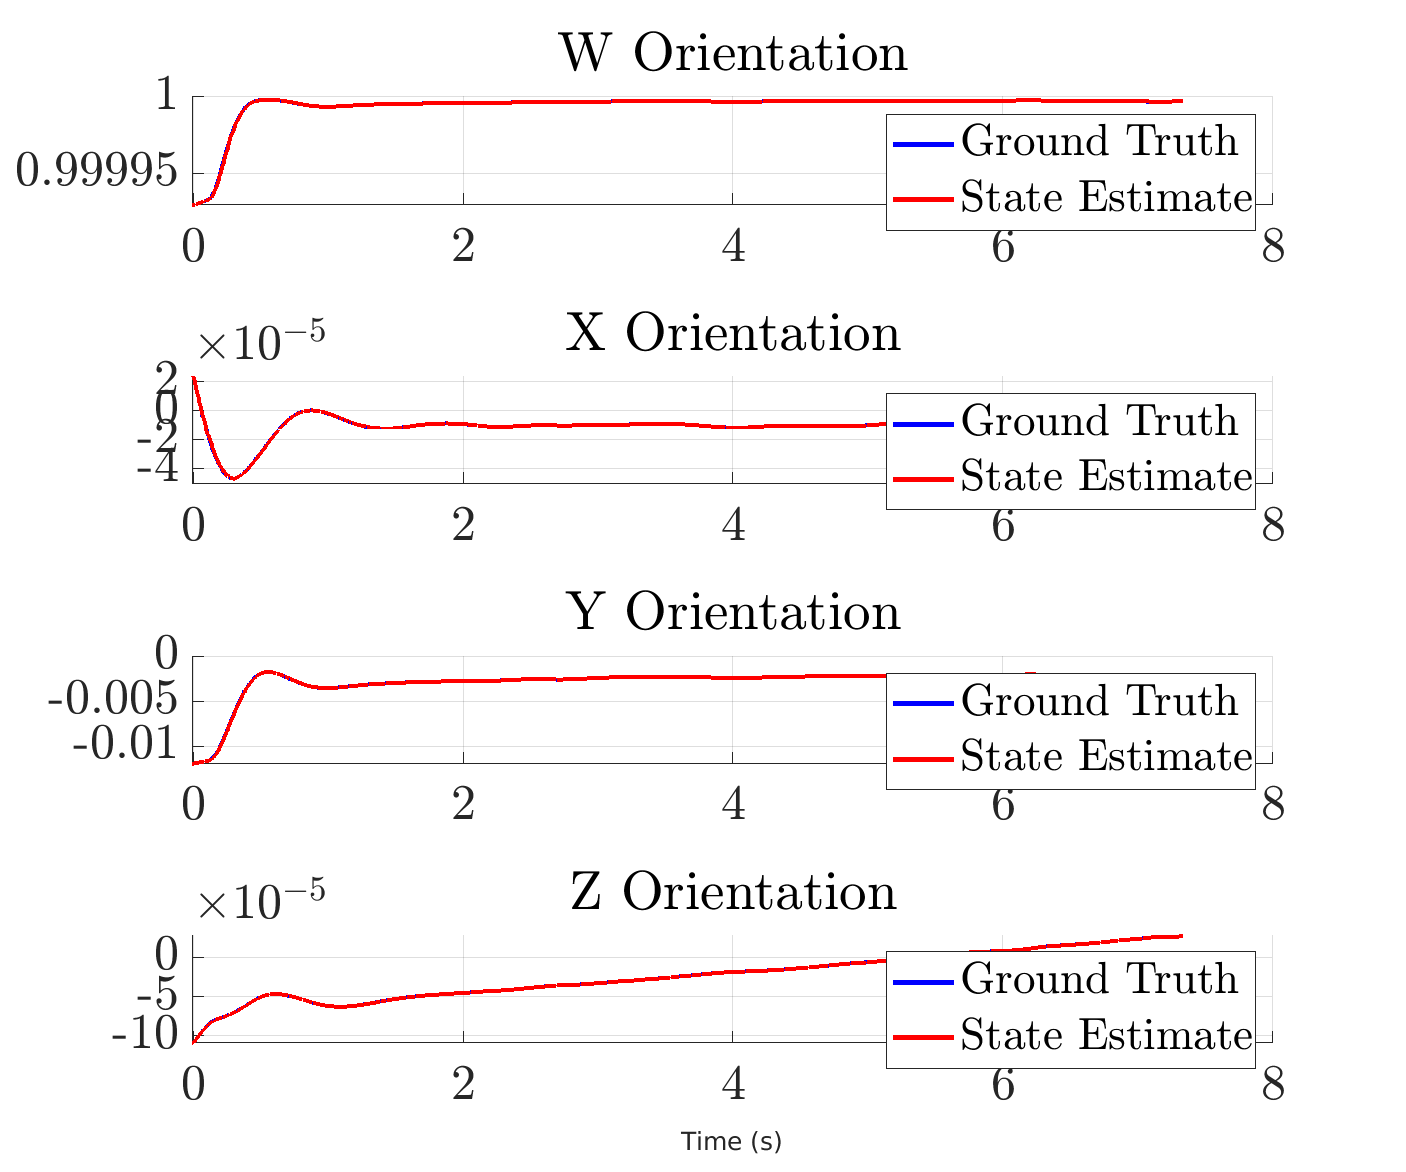 W Orientation
1
0.99995
Ground Truth
State Estimate
0 2 4 6 8
X Orientation
×10⁻⁵
2
0
-2
-4
Ground Truth
State Estimate
0 2 4 6 8
Y Orientation
0
-0.005
-0.01
Ground Truth
State Estimate
0 2 4 6 8
Z Orientation
×10⁻⁵
0
-5
-10
Ground Truth
State Estimate
0 2 4 6 8
Time (s)